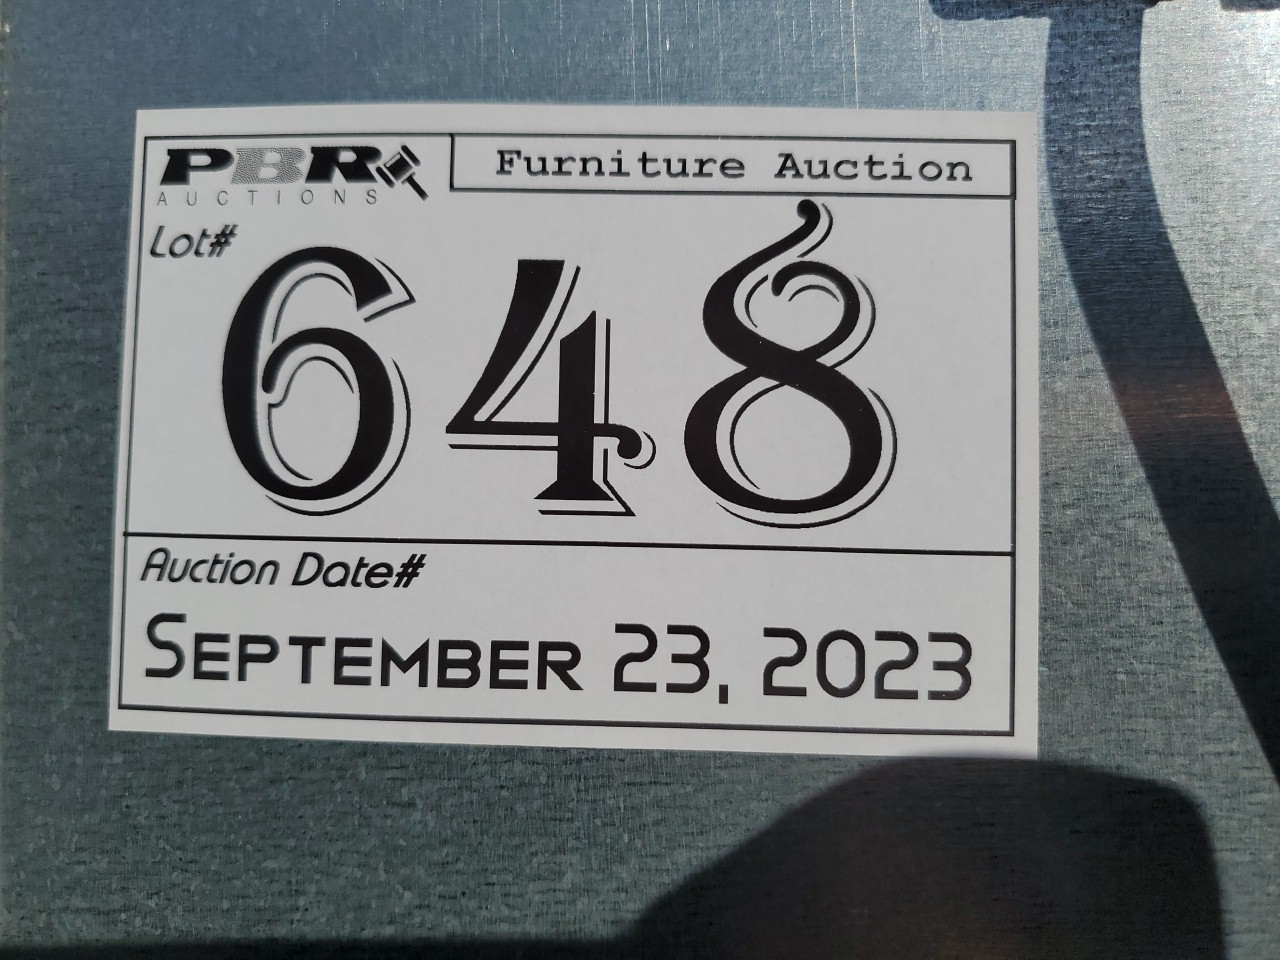 PBR
AUCTIONS
Furniture Auction
Lot#
648
Auction Date#
September 23, 2023